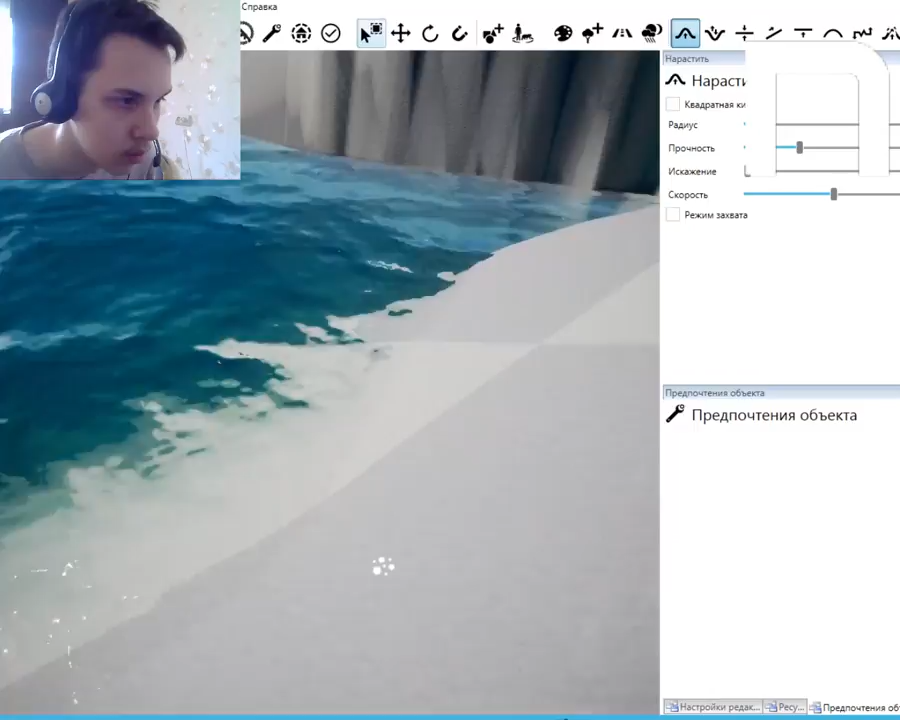 Справка
Нарастить
Нарасти
Квадратная ки
Радиус
Прочность
Искажение
Скорость
Режим захвата
Предпочтения объекта
Предпочтения объекта
Настройки редак... Ресу... Предпочтения об